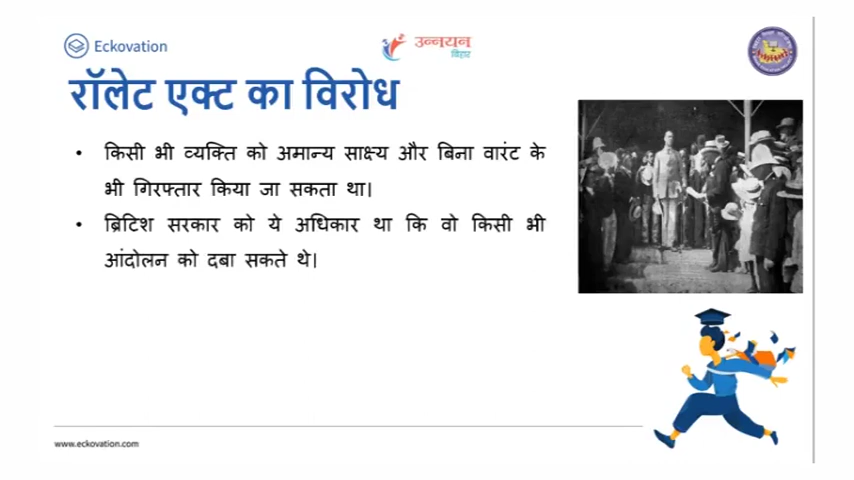 Eckovation
उन्नयन
बिहार
रॉलेट एक्ट का विरोध
• किसी भी व्यक्ति को अमान्य साक्ष्य और बिना वारंट के
भी गिरफ्तार किया जा सकता था।
• ब्रिटिश सरकार को ये अधिकार था कि वो किसी भी
आंदोलन को दबा सकते थे।
www.eckovation.com